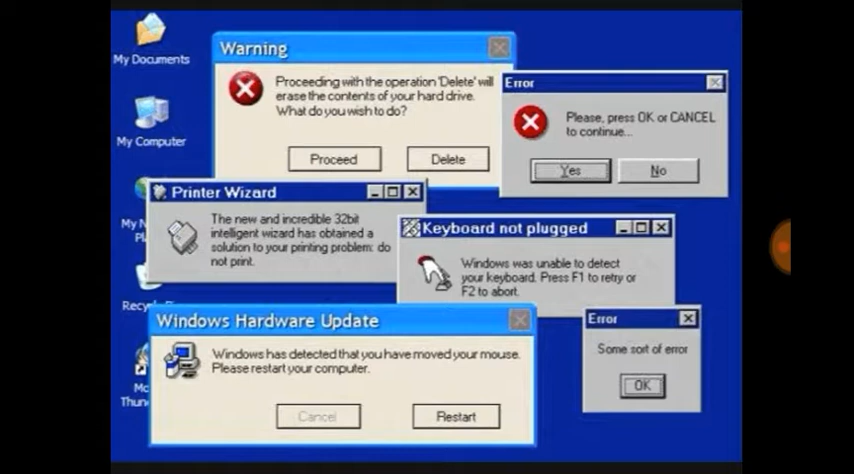 My Documents
My Computer
My N
Pl
Recyc
Mo
Thun
Warning
Proceeding with the operation 'Delete' will
erase the contents of your hard drive.
What do you wish to do?
Proceed
Delete
Error
Please, press OK or CANCEL
to continue...
Yes
No
Printer Wizard
The new and incredible 32bit
intelligent wizard has obtained a
solution to your printing problem: do
not print.
Keyboard not plugged
Windows was unable to detect
your keyboard. Press F1 to retry or
F2 to abort.
Windows Hardware Update
Windows has detected that you have moved your mouse.
Please restart your computer.
Cancel
Restart
Error
Some sort of error
OK